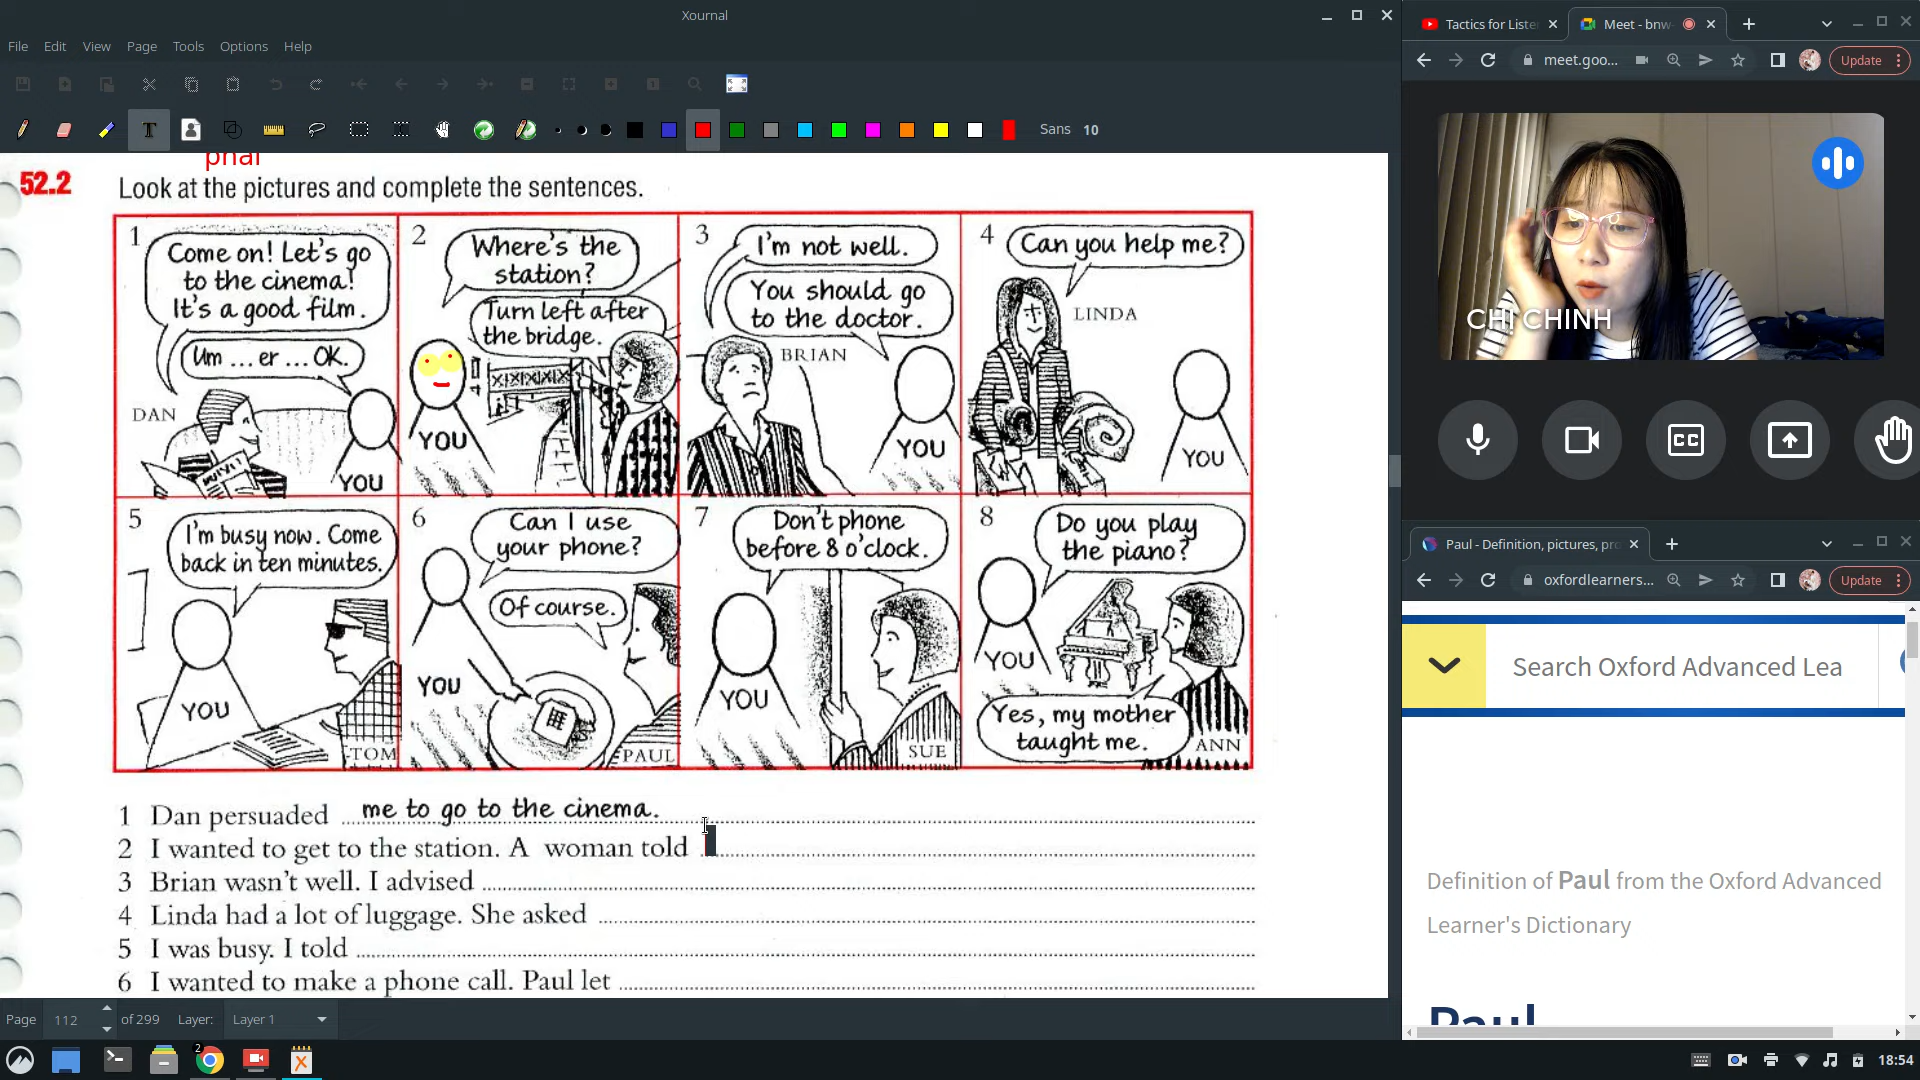 Xournal
File Edit View Page Tools Options Help
Sans 10
phai
52.2 Look at the pictures and complete the sentences.
1
Come on! Let's go
to the cinema!
It's a good film.
Um ... er ... OK.
DAN
YOU
2
Where's the
station?
Turn left after
the bridge.
YOU
3
I'm not well.
You should go
to the doctor.
BRIAN
YOU
4
Can you help me?
LINDA
YOU
5
I'm busy now. Come
back in ten minutes.
YOU
TOM
6
Can I use
your phone?
Of course.
YOU
PAUL
7
Don't phone
before 8 o'clock.
YOU
SUE
8
Do you play
the piano?
YOU
Yes, my mother
taught me.
ANN
1 Dan persuaded me to go to the cinema.
2 I wanted to get to the station. A woman told
3 Brian wasn't well. I advised
4 Linda had a lot of luggage. She asked
5 I was busy. I told
6 I wanted to make a phone call. Paul let
Page 112 of 299 Layer: Layer 1
Tactics for Liste
Meet - bnw-
meet.goo...
Update
CHI CHINH
CC
YOU
Paul - Definition, pictures, pro
oxfordlearners...
Update
Search Oxford Advanced Lea
Definition of Paul from the Oxford Advanced
Learner's Dictionary
Paul
2
18:54